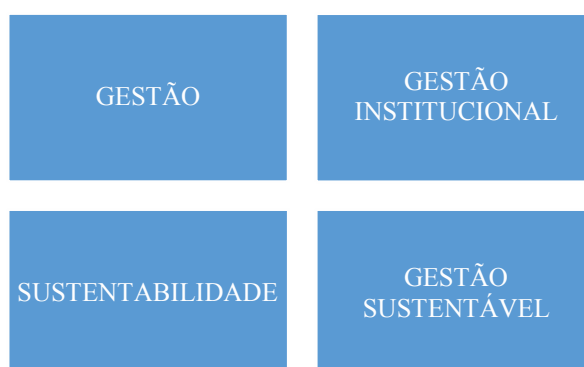 GESTÃO
GESTÃO
INSTITUCIONAL
SUSTENTABILIDADE
GESTÃO
SUSTENTÁVEL